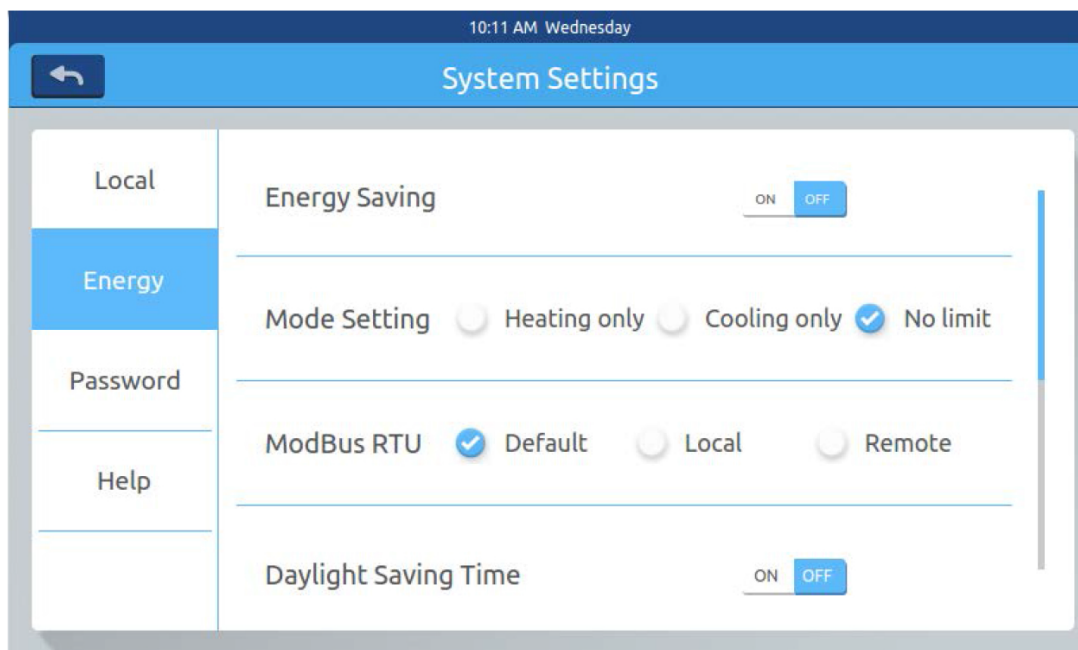 10:11 AM Wednesday
System Settings
Local
Energy
Password
Help
Energy Saving ON OFF
Mode Setting Heating only Cooling only No limit
ModBus RTU Default Local Remote
Daylight Saving Time ON OFF